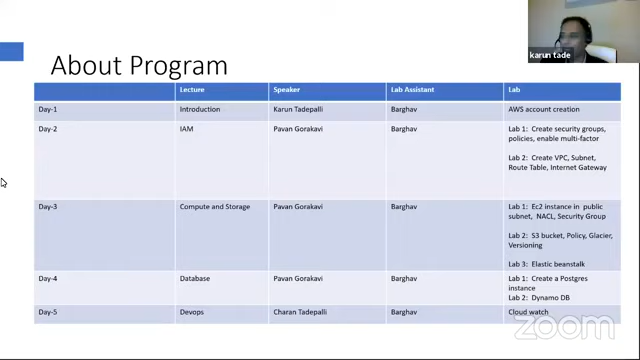 karun tade
About Program
Lecture Speaker Lab Assistant Lab
Day-1 Introduction Karun Tadepalli Barghav AWS account creation
Day-2 IAM Pavan Gorakavi Barghav Lab 1: Create security groups,
policies, enable multi-factor
Lab 2: Create VPC, Subnet,
Route Table, Internet Gateway
Day-3 Compute and Storage Pavan Gorakavi Barghav Lab 1: Ec2 instance in public
subnet, NACL, Security Group
Lab 2: S3 bucket, Policy, Glacier,
Versioning
Lab 3: Elastic beanstalk
Day-4 Database Pavan Gorakavi Barghav Lab 1: Create a Postgres
instance
Lab 2: Dynamo DB
Day-5 Devops Charan Tadepalli Barghav Cloud watch
zoom